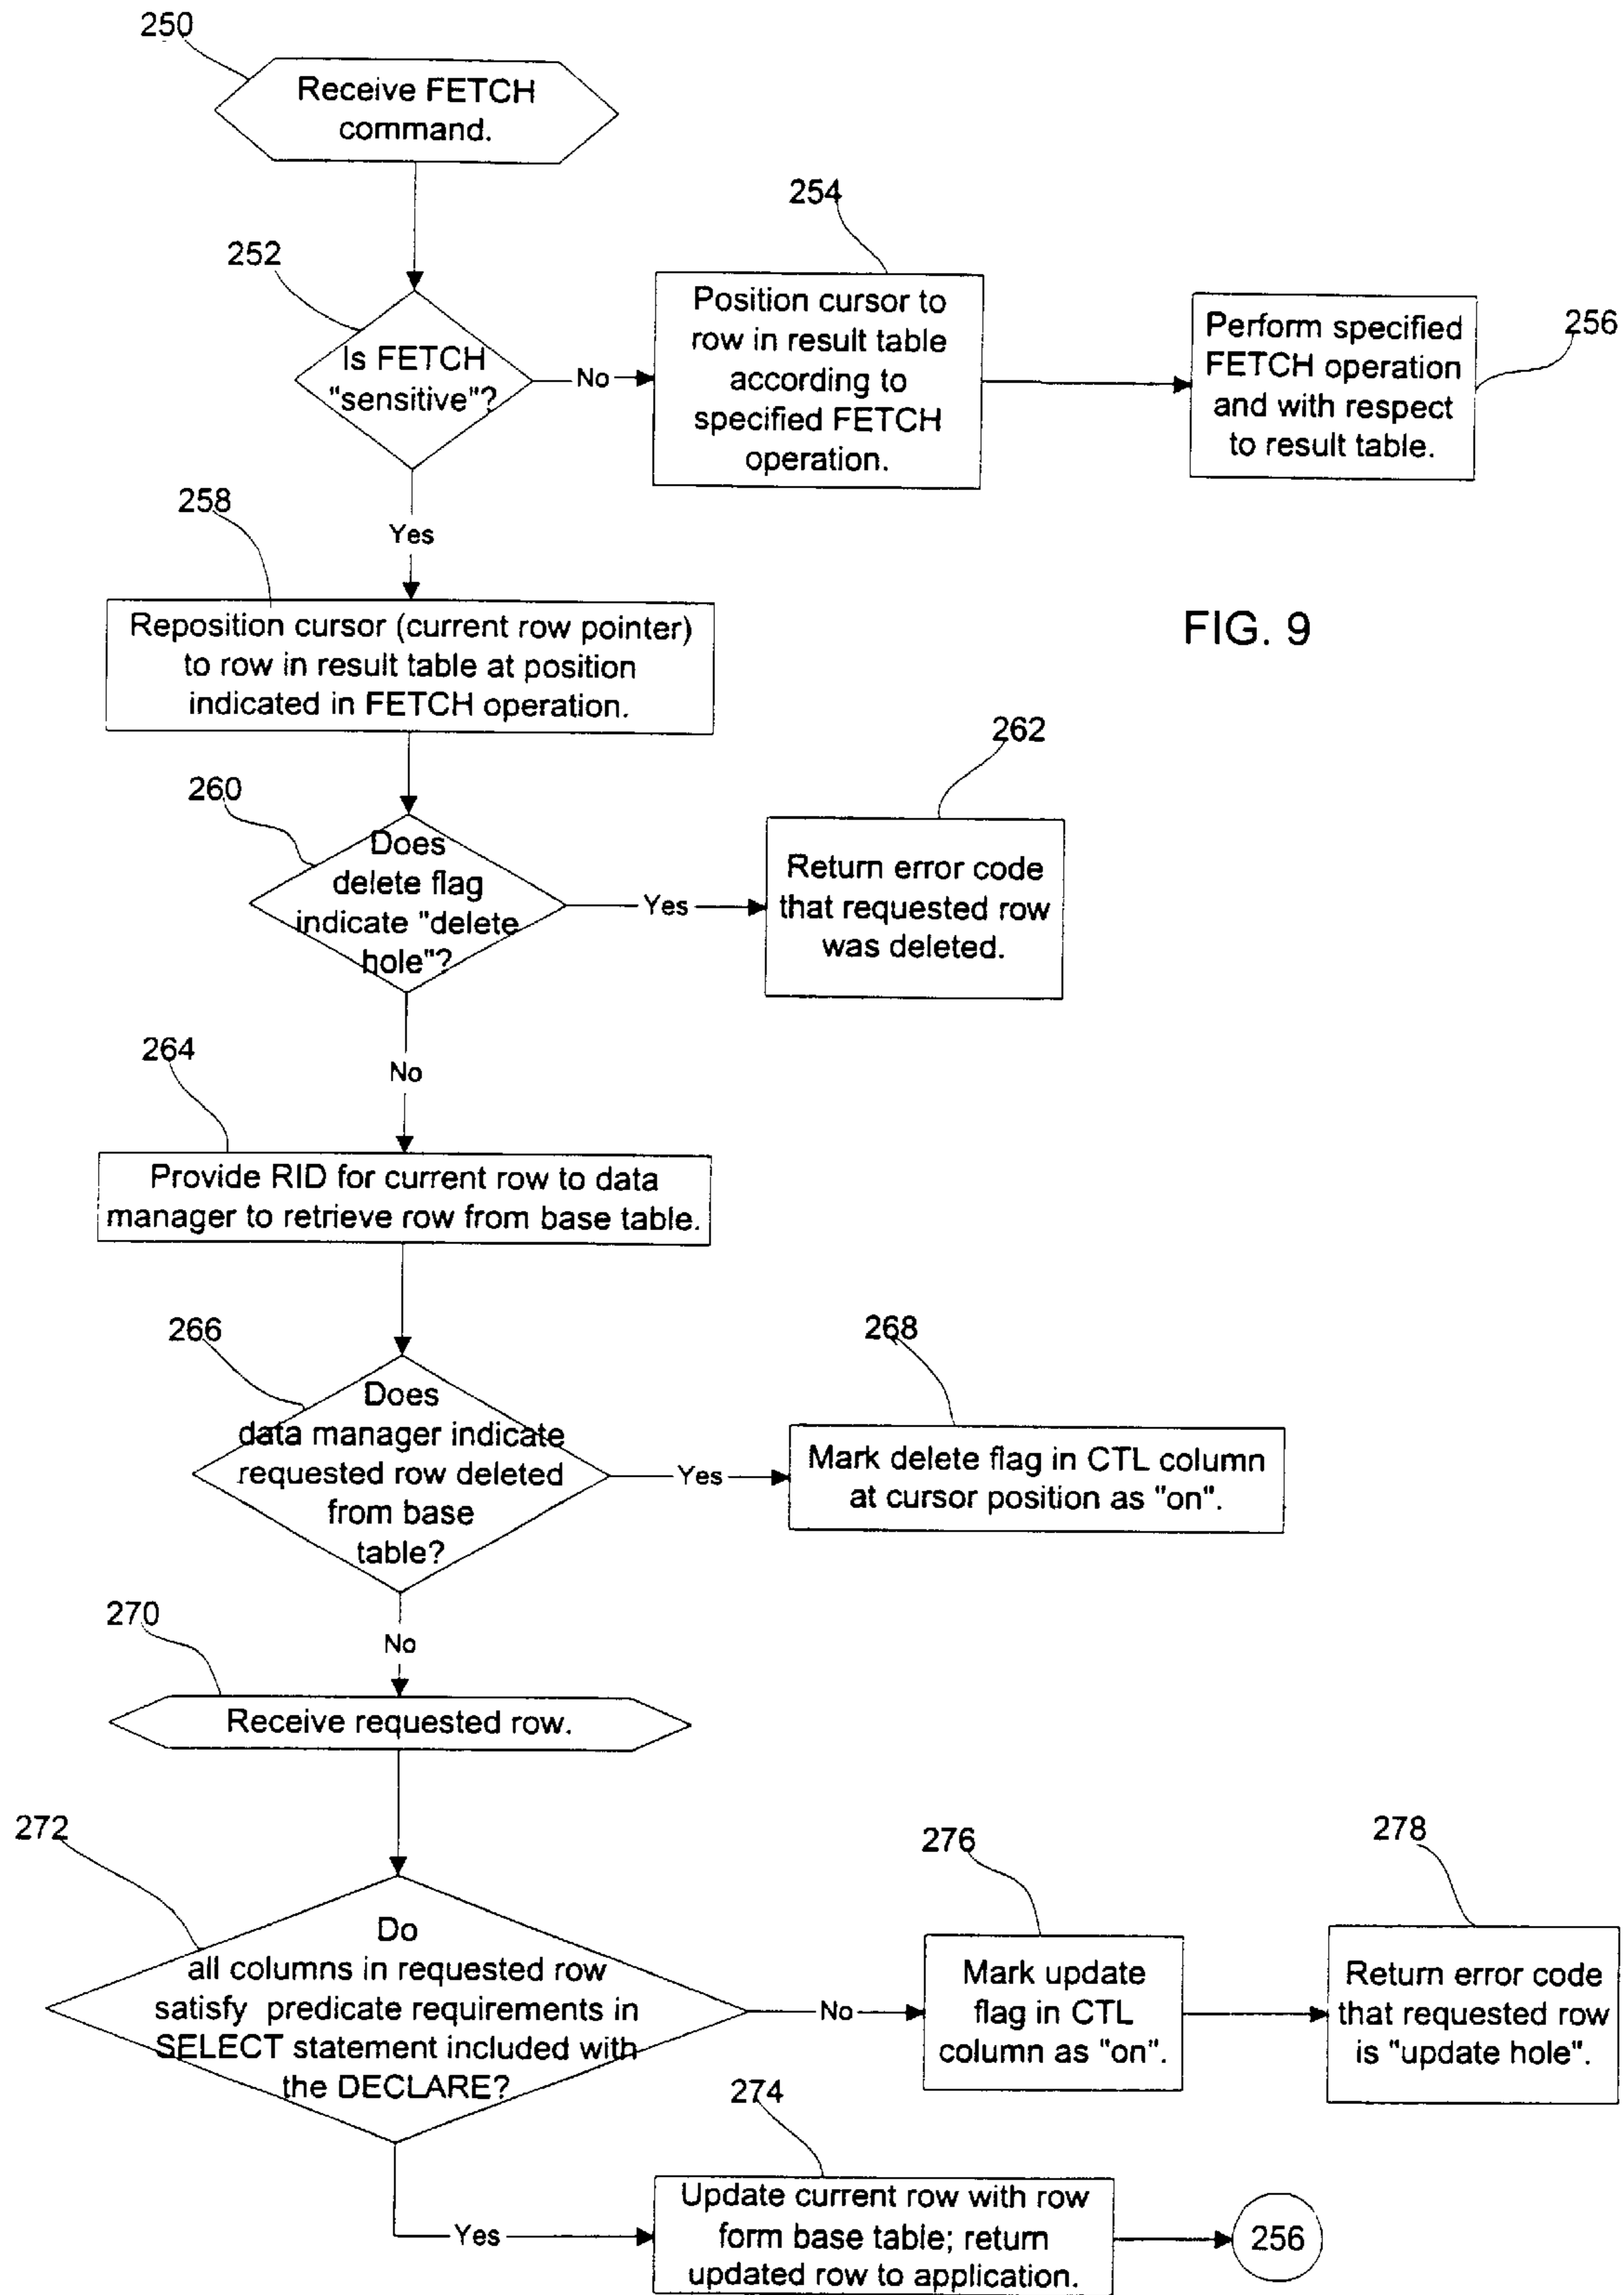 250
Receive FETCH
command.
252
Is FETCH
"sensitive"?
No
254
Position cursor to
row in result table
according to
specified FETCH
operation.
256
Perform specified
FETCH operation
and with respect
to result table.
Yes
258
Reposition cursor (current row pointer)
to row in result table at position
indicated in FETCH operation.
FIG. 9
260
Does
delete flag
indicate "delete
hole"?
Yes
262
Return error code
that requested row
was deleted.
No
264
Provide RID for current row to data
manager to retrieve row from base table.
266
Does
data manager indicate
requested row deleted
from base
table?
Yes
268
Mark delete flag in CTL column
at cursor position as "on".
No
270
Receive requested row.
272
Do
all columns in requested row
satisfy predicate requirements in
SELECT statement included with
the DECLARE?
No
276
Mark update
flag in CTL
column as "on".
278
Return error code
that requested row
is "update hole".
Yes
274
Update current row with row
form base table; return
updated row to application.
256